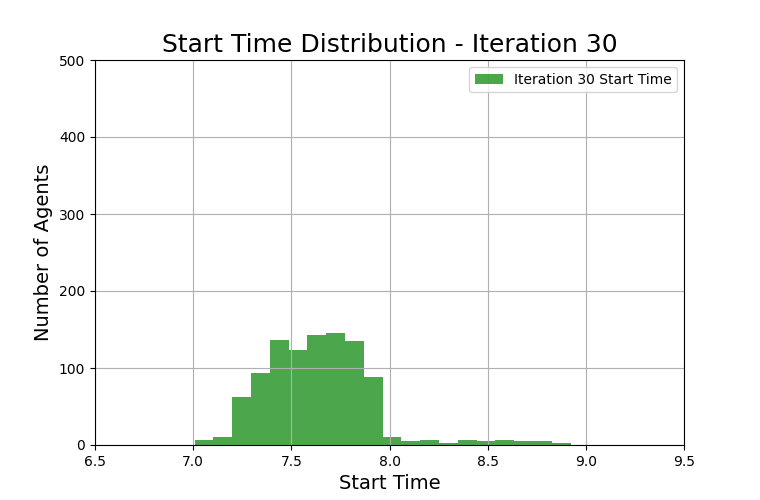 Start Time Distribution - Iteration 30
Iteration 30 Start Time
Number of Agents
500
400
300
200
100
0
6.5 7.0 7.5 8.0 8.5 9.0 9.5
Start Time